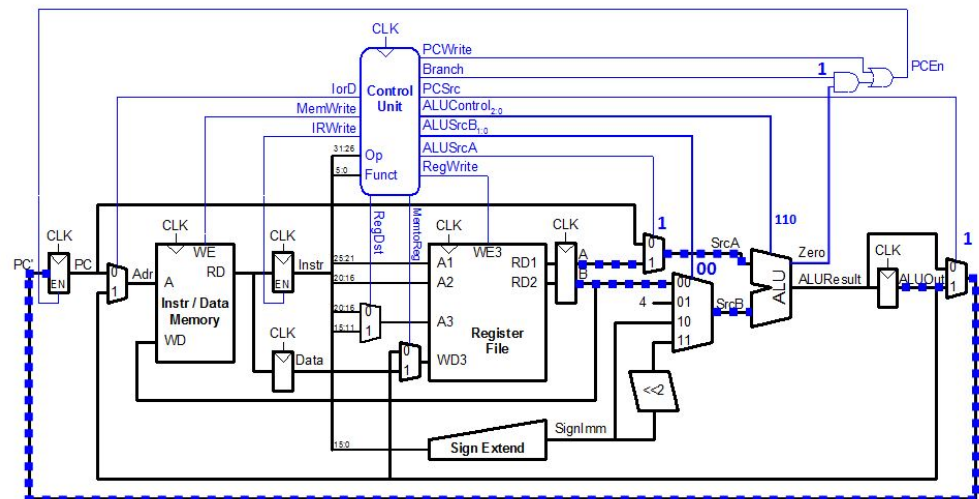 CLK
PCWrite
Branch
1
PCEn
IorD
Control
Unit
PCSrc
MemWrite
ALUControl2:0
IRWrite
ALUSrcB1:0
31:26
Op
ALUSrcA
5:0
Funct
RegWrite
RegDst
MemtoReg
CLK
CLK
CLK
CLK
CLK
1
110
CLK
1
PC'
PC
EN
0
1
Adr
A
WE
RD
Instr / Data
Memory
WD
EN
Instr
25:21
A1
WE3
RD1
A
0
1
SrcA
Zero
20:16
A2
RD2
B
00
00
ALU
ALUResult
ALUOut
0
1
4
01
SrcB
20:16
0
A3
10
15:11
1
Register
File
11
CLK
Data
0
1
WD3
<<2
SignImm
15:0
Sign Extend